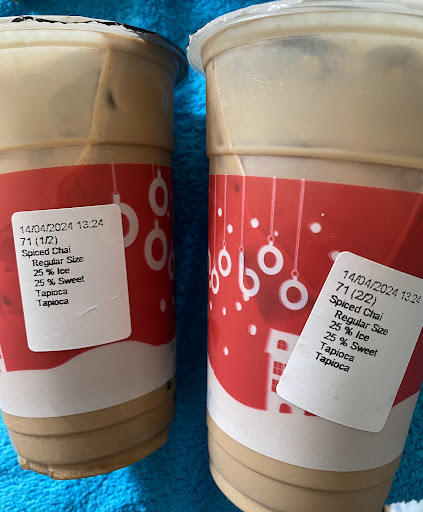 14/04/2024 13:24
71 (1/2)
Spiced Chai
Regular Size
25 % Ice
25 % Sweet
Tapioca
Tapioca
14/04/2024 13:24
71 (2/2)
Spiced Chai
Regular Size
25 % Ice
25 % Sweet
Tapioca
Tapioca